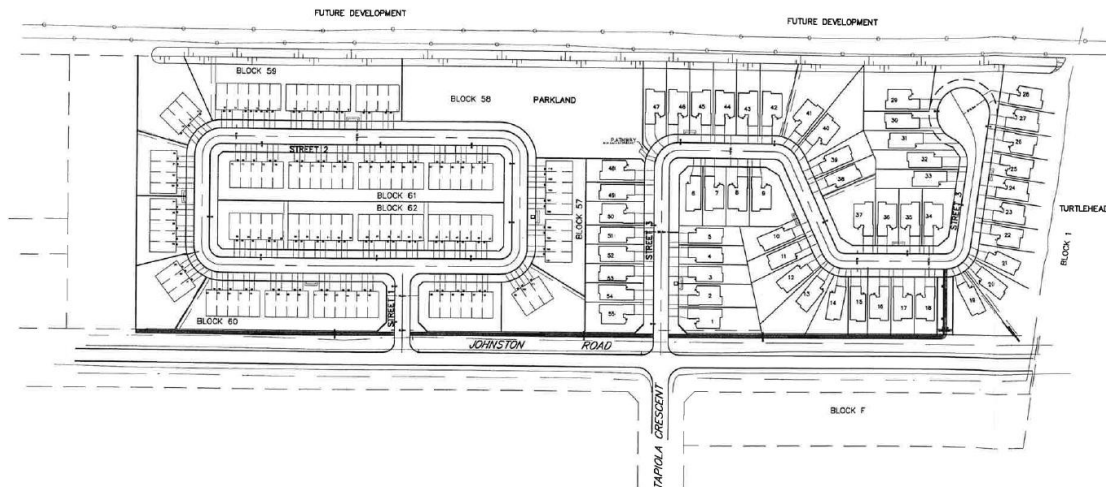 FUTURE DEVELOPMENT
FUTURE DEVELOPMENT
BLOCK 59
BLOCK 58
PARKLAND
47
46
45
44
43
42
41
40
29
28
30
27
PATHWAY
31
26
STREET 2
39
32
25
48
38
33
24
6
7
8
9
BLOCK 61
49
BLOCK 57
TURTLEHEAD
BLOCK 62
50
37
36
35
34
23
STREET 3
STREET 3
51
5
10
22
52
4
11
21
BLOCK 1
53
3
12
20
54
2
13
14
15
16
17
18
19
55
1
BLOCK 60
STREET 1
JOHNSTON ROAD
BLOCK F
TAPIOLA CRESCENT